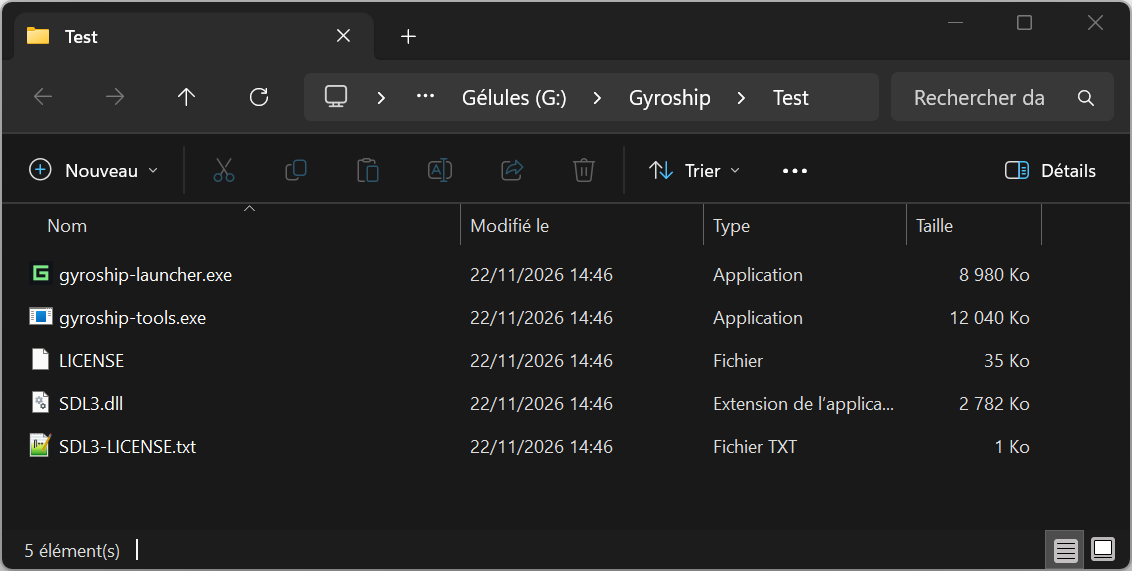 Test
Gélules (G:) Gyroship Test Rechercher da
Nouveau Trier Détails
Nom Modifié le Type Taille
gyroship-launcher.exe 22/11/2026 14:46 Application 8 980 Ko
gyroship-tools.exe 22/11/2026 14:46 Application 12 040 Ko
LICENSE 22/11/2026 14:46 Fichier 35 Ko
SDL3.dll 22/11/2026 14:46 Extension de l’applica... 2 782 Ko
SDL3-LICENSE.txt 22/11/2026 14:46 Fichier TXT 1 Ko
5 élément(s)